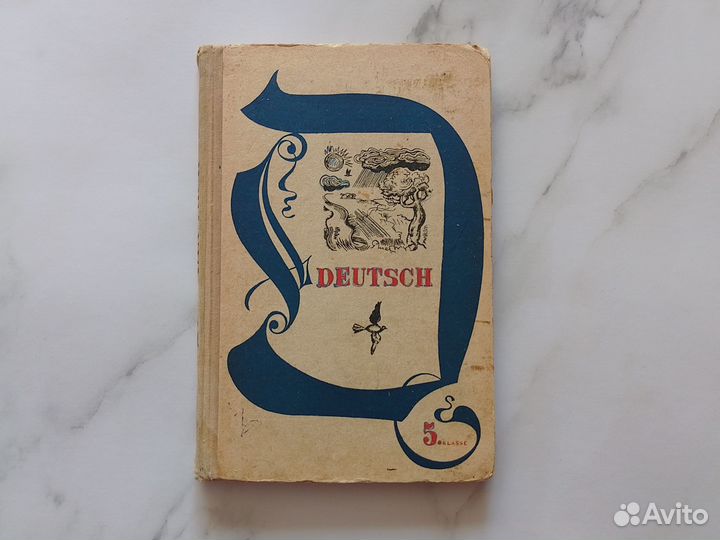 DEUTSCH
5. KLASSE
Avito